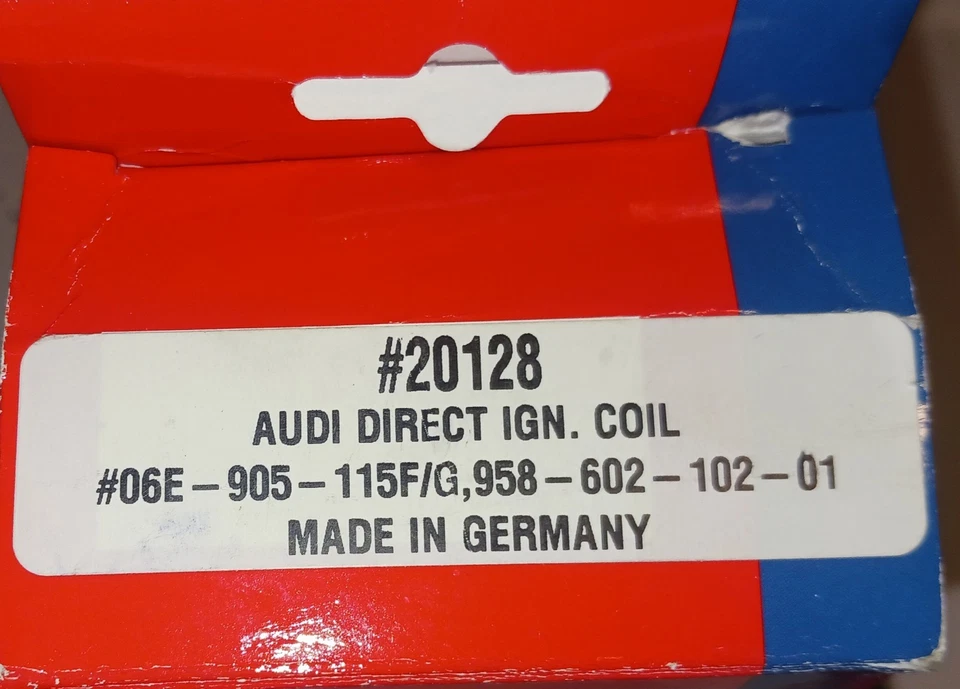 #20128
AUDI DIRECT IGN. COIL
#06E-905-115F/G,958-602-102-01
MADE IN GERMANY